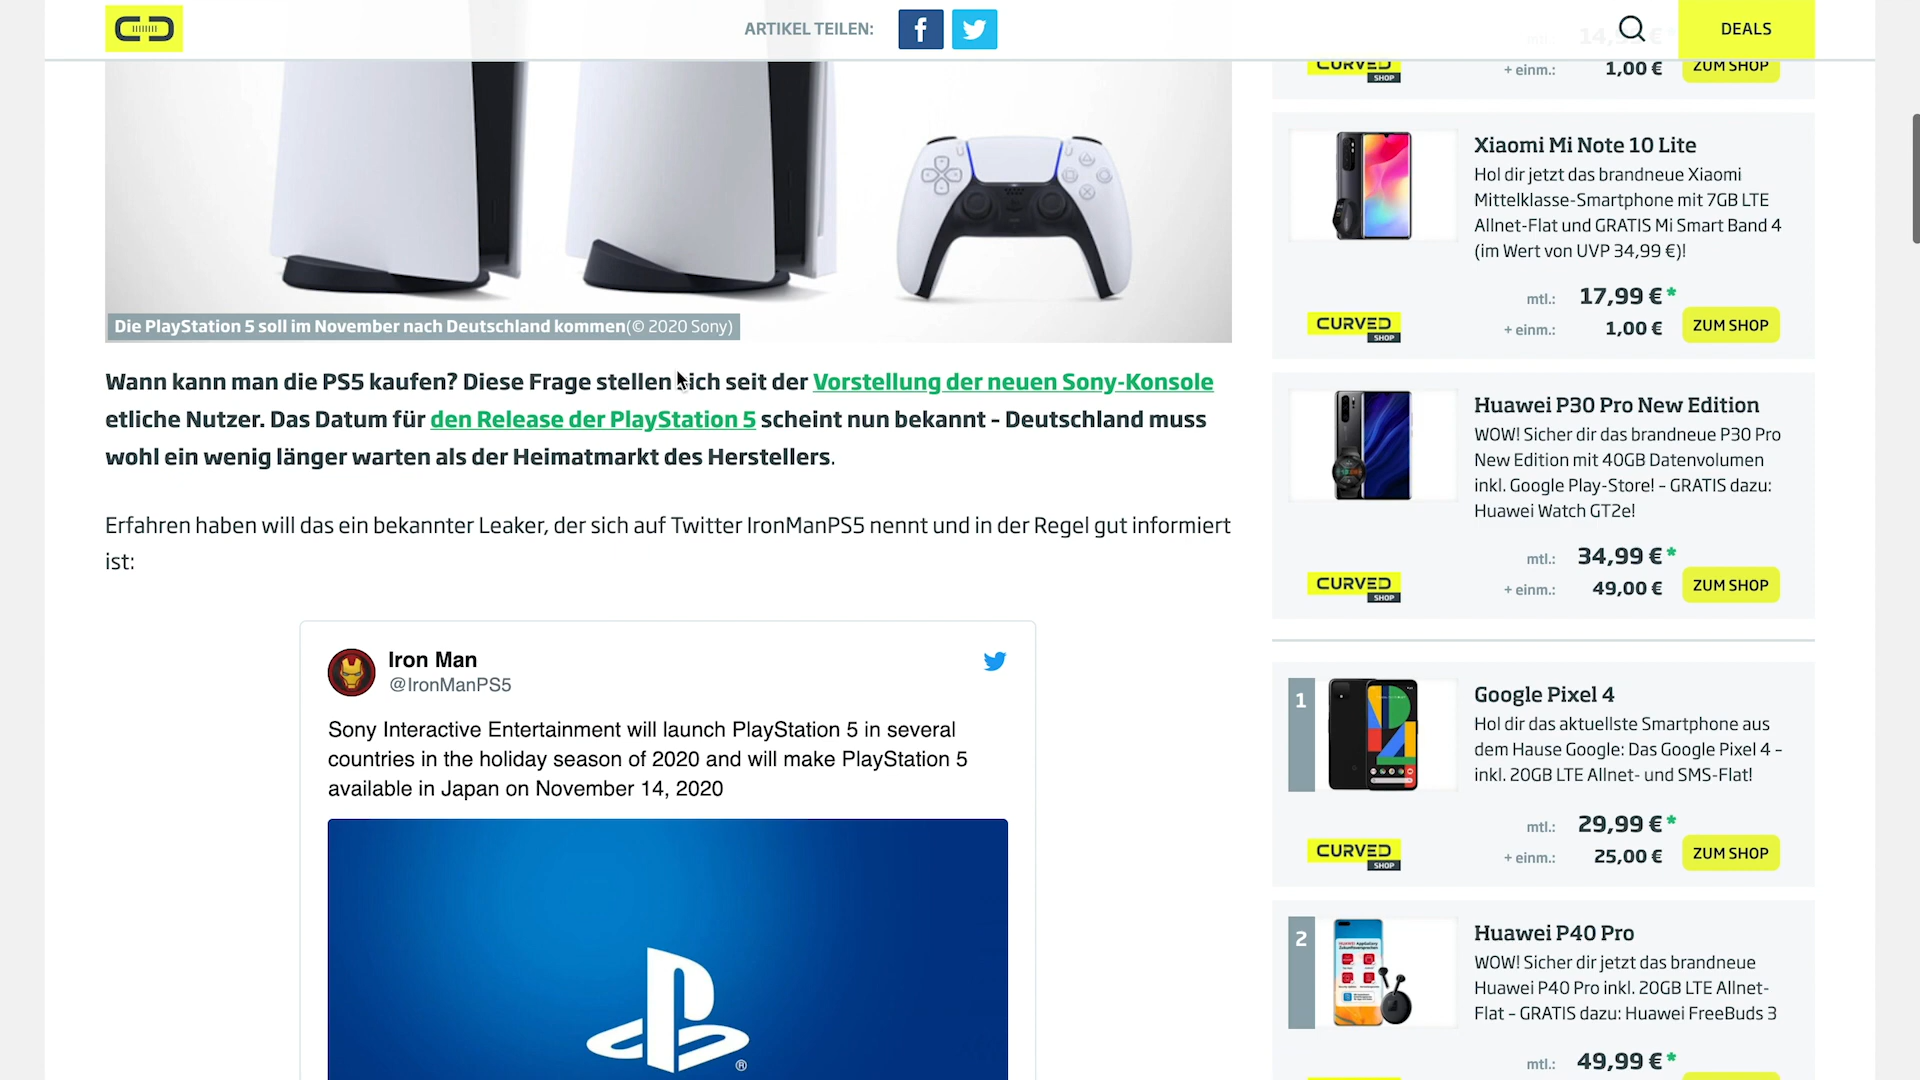 ARTIKEL TEILEN:
DEALS
CURVED
SHOP
+ einm.: 1,00 €
ZUM SHOP
Die PlayStation 5 soll im November nach Deutschland kommen(© 2020 Sony)
Wann kann man die PS5 kaufen? Diese Frage stellen sich seit der Vorstellung der neuen Sony-Konsole
etliche Nutzer. Das Datum für den Release der PlayStation 5 scheint nun bekannt – Deutschland muss
wohl ein wenig länger warten als der Heimatmarkt des Herstellers.
Erfahren haben will das ein bekannter Leaker, der sich auf Twitter IronManPS5 nennt und in der Regel gut informiert
ist:
Iron Man
@IronManPS5
Sony Interactive Entertainment will launch PlayStation 5 in several
countries in the holiday season of 2020 and will make PlayStation 5
available in Japan on November 14, 2020
®
Xiaomi Mi Note 10 Lite
Hol dir jetzt das brandneue Xiaomi
Mittelklasse-Smartphone mit 7GB LTE
Allnet-Flat und GRATIS Mi Smart Band 4
(im Wert von UVP 34,99 €)!
mtl.: 17,99 € *
+ einm.: 1,00 €
CURVED
SHOP
ZUM SHOP
Huawei P30 Pro New Edition
WOW! Sicher dir das brandneue P30 Pro
New Edition mit 40GB Datenvolumen
inkl. Google Play-Store! – GRATIS dazu:
Huawei Watch GT2e!
mtl.: 34,99 € *
+ einm.: 49,00 €
CURVED
SHOP
ZUM SHOP
1
Google Pixel 4
Hol dir das aktuellste Smartphone aus
dem Hause Google: Das Google Pixel 4 –
inkl. 20GB LTE Allnet- und SMS-Flat!
mtl.: 29,99 € *
+ einm.: 25,00 €
CURVED
SHOP
ZUM SHOP
2
Huawei P40 Pro
WOW! Sicher dir jetzt das brandneue
Huawei P40 Pro inkl. 20GB LTE Allnet-
Flat – GRATIS dazu: Huawei FreeBuds 3
mtl.: 49,99 € *